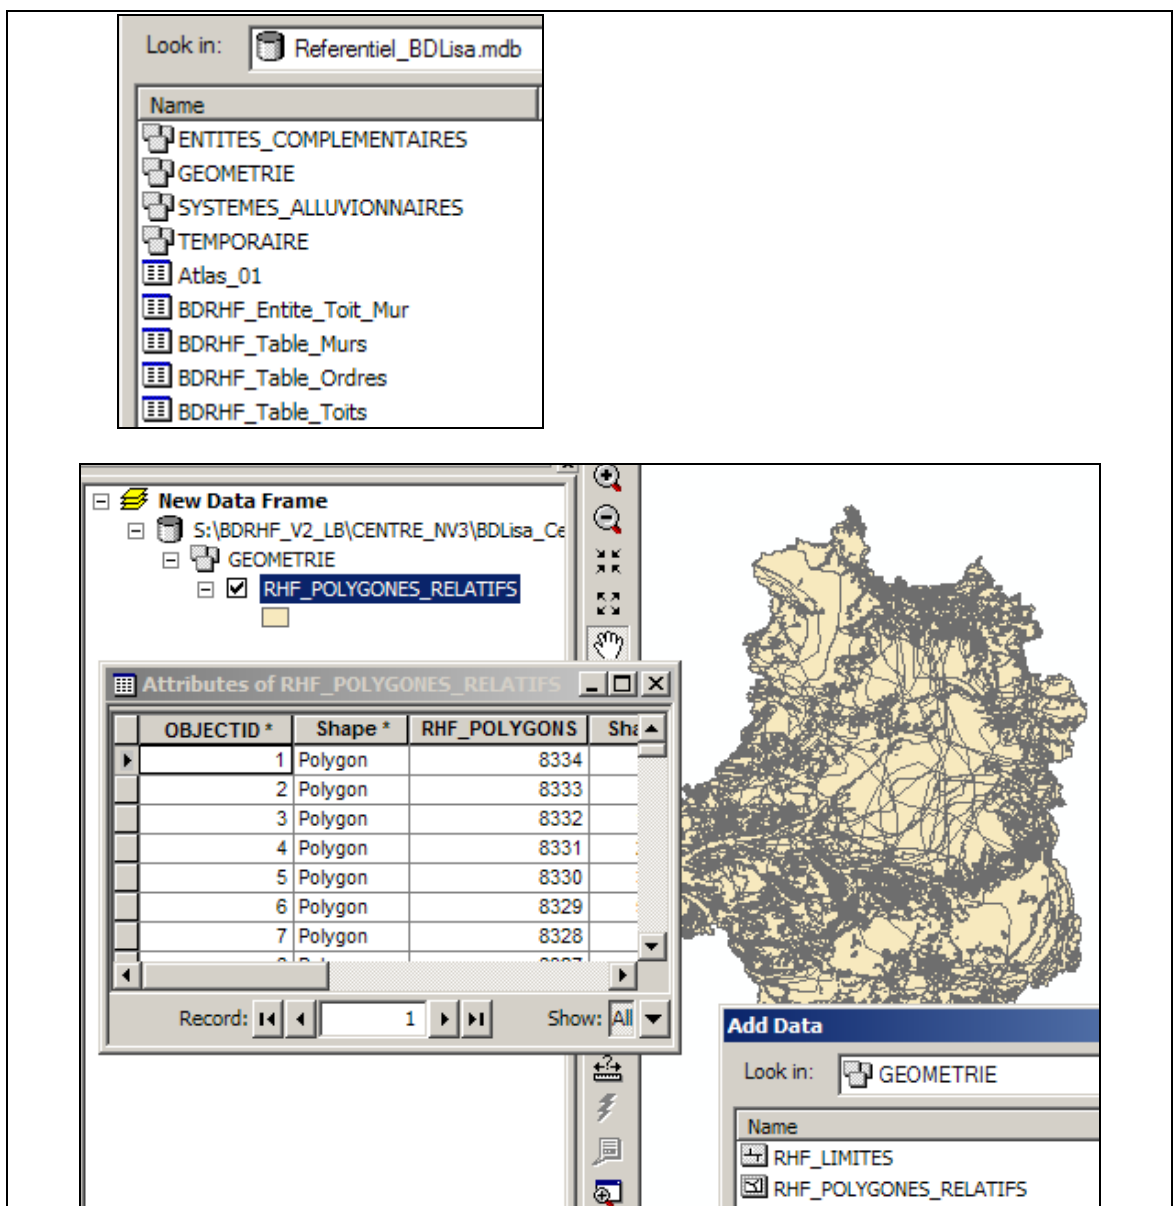 Look in: Referentiel_BDLisa.mdb
Name
ENTITES_COMPLEMENTAIRES
GEOMETRIE
SYSTEMES_ALLUVIONNAIRES
TEMPORAIRE
Atlas_01
BDRHF_Entite_Toit_Mur
BDRHF_Table_Murs
BDRHF_Table_Ordres
BDRHF_Table_Toits
New Data Frame
S:\BDRHF_V2_LB\CENTRE_NV3\BDLisa_Ce
GEOMETRIE
RHF_POLYGONES_RELATIFS
Attributes of RHF_POLYGONES_RELATIFS
OBJECTID * Shape * RHF_POLYGONS Sha
1 Polygon 8334
2 Polygon 8333
3 Polygon 8332
4 Polygon 8331
5 Polygon 8330
6 Polygon 8329
7 Polygon 8328
Record: 1 Show: All
Add Data
Look in: GEOMETRIE
Name
RHF_LIMITES
RHF_POLYGONES_RELATIFS